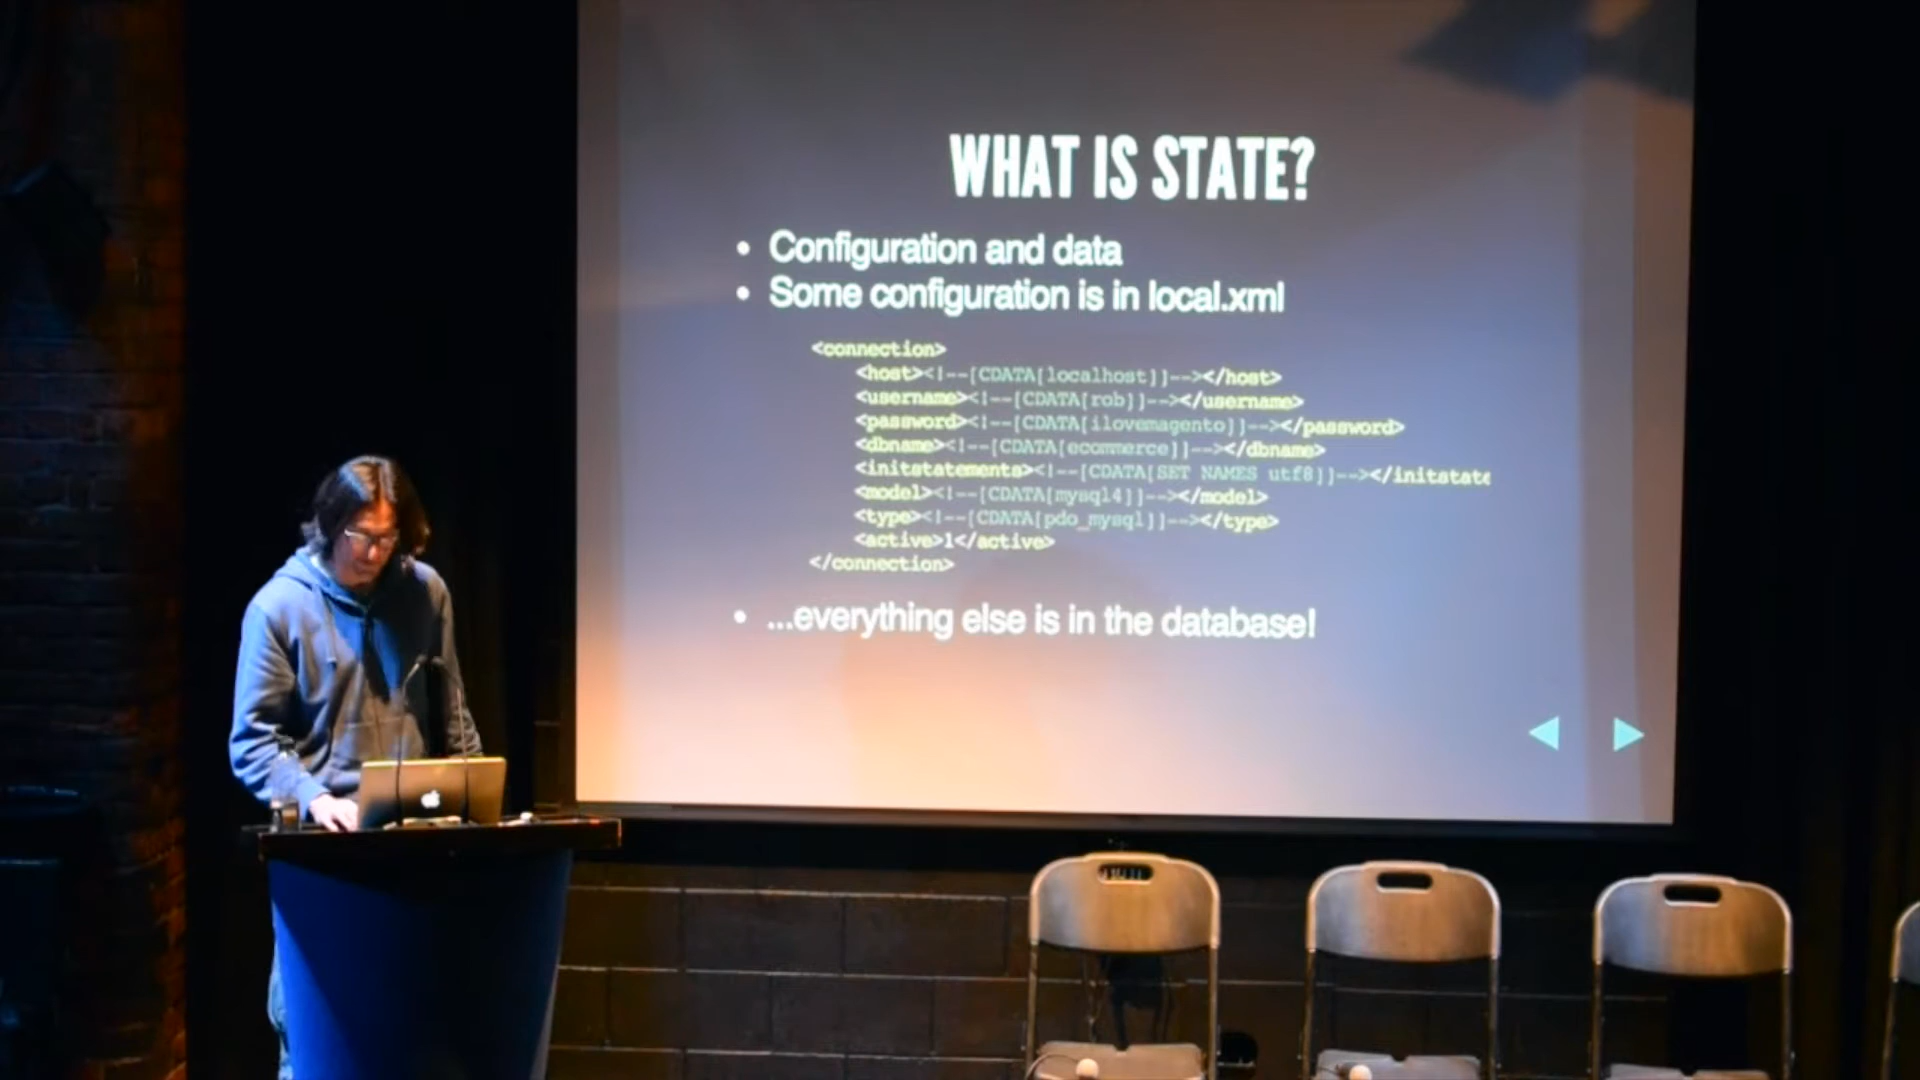 WHAT IS STATE?
• Configuration and data
• Some configuration is in local.xml
<connection>
<host><!--[CDATA[localhost]]--></host>
<username><!--[CDATA[rob]]--></username>
<password><!--[CDATA[ilovemagento]]--></password>
<dbname><!--[CDATA[ecommerce]]--></dbname>
<initstatements><!--[CDATA[SET NAMES utf8]]--></initstate
<model><!--[CDATA[mysql4]]--></model>
<type><!--[CDATA[pdo_mysql]]--></type>
<active>1</active>
</connection>
• ...everything else is in the database!